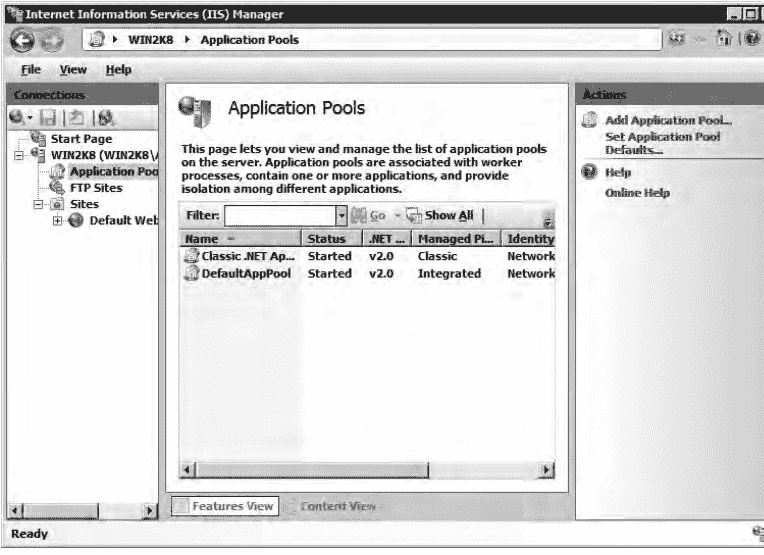 Internet Information Services (IIS) Manager
WIN2K8 Application Pools
File View Help
Connections
Start Page
WIN2K8 (WIN2K8\A
Application Poo
FTP Sites
Sites
Default Web
Application Pools
This page lets you view and manage the list of application pools
on the server. Application pools are associated with worker
processes, contain one or more applications, and provide
isolation among different applications.
Filter: Go Show All
Name Status .NET ... Managed Pi... Identity
Classic .NET Ap... Started v2.0 Classic Network
DefaultAppPool Started v2.0 Integrated Network
Features View Content View
Actions
Add Application Pool...
Set Application Pool
Defaults...
Help
Online Help
Ready